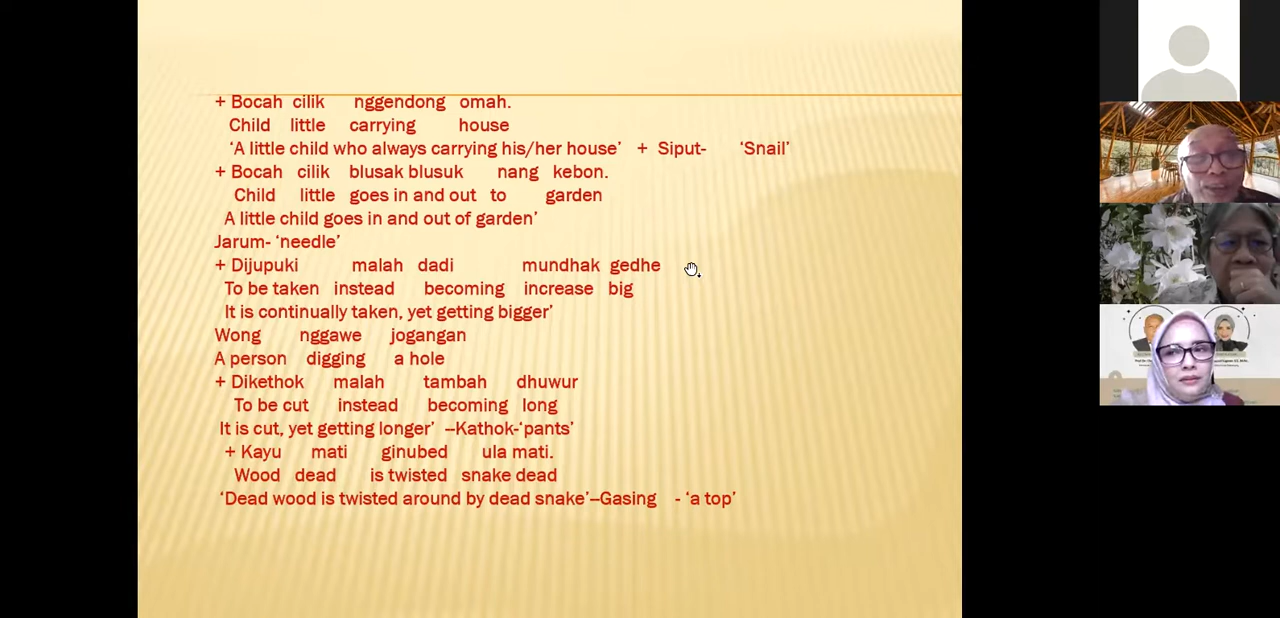 + Bocah cilik nggendong omah.
Child little carrying house
‘A little child who always carrying his/her house’ + Siput- ‘Snail’
+ Bocah cilik blusak blusuk nang kebon.
Child little goes in and out to garden
A little child goes in and out of garden’
Jarum- ‘needle’
+ Dijupuki malah dadi mundhak gedhe
To be taken instead becoming increase big
It is continually taken, yet getting bigger’
Wong nggawe jogangan
A person digging a hole
+ Dikethok malah tambah dhuwur
To be cut instead becoming long
It is cut, yet getting longer’ --Kathok-‘pants’
+ Kayu mati ginubed ula mati.
Wood dead is twisted snake dead
‘Dead wood is twisted around by dead snake’--Gasing - ‘a top’